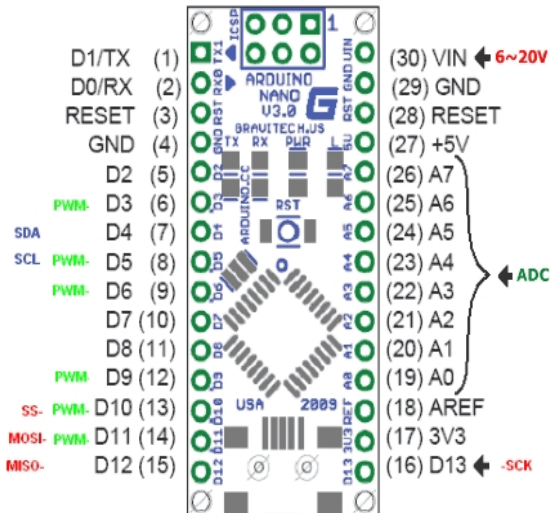 ICSP
1
D1/TX (1) TX1 VIN (30) VIN 6~20V
D0/RX (2) RX0 ARDUINO GND (29) GND
NANO
RESET (3) RST V3.0 G RST (28) RESET
GRAVITECH.US
GND (4) GND TX RX PWR L 5V (27) +5V
D2 (5) D2 A7 (26) A7
PWM- D3 (6) D3 A6 (25) A6
ARDUINO.CC RST
SDA D4 (7) D4 A5 (24) A5
SCL PWM- D5 (8) D5 A4 (23) A4 ADC
PWM- D6 (9) D6 A3 (22) A3
D7 (10) D7 A2 (21) A2
D8 (11) D8 A1 (20) A1
PWM- D9 (12) D9 A0 (19) A0
SS- PWM- D10 (13) D10 USA 2009 REF (18) AREF
MOSI- PWM- D11 (14) D11 3V3 (17) 3V3
MISO- D12 (15) D12 D13 (16) D13 -SCK